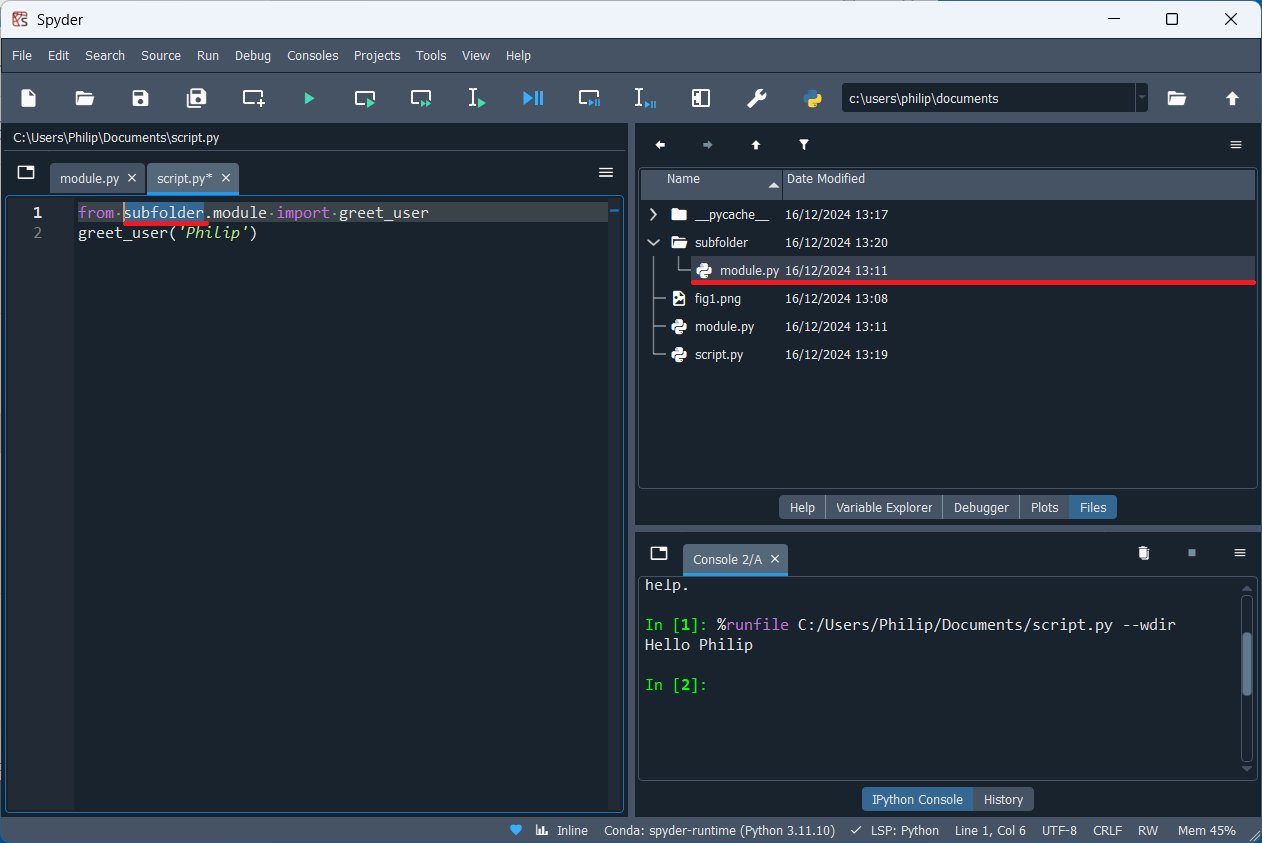 Spyder
File Edit Search Source Run Debug Consoles Projects Tools View Help
c:\users\philip\documents
C:\Users\Philip\Documents\script.py
module.py
script.py*
1 from subfolder.module import greet_user
2 greet_user('Philip')
Name Date Modified
__pycache__ 16/12/2024 13:17
subfolder 16/12/2024 13:20
module.py 16/12/2024 13:11
fig1.png 16/12/2024 13:08
module.py 16/12/2024 13:11
script.py 16/12/2024 13:19
Help Variable Explorer Debugger Plots Files
Console 2/A
help.
In [1]: %runfile C:/Users/Philip/Documents/script.py --wdir
Hello Philip
In [2]:
IPython Console History
Inline Conda: spyder-runtime (Python 3.11.10) LSP: Python Line 1, Col 6 UTF-8 CRLF RW Mem 45%